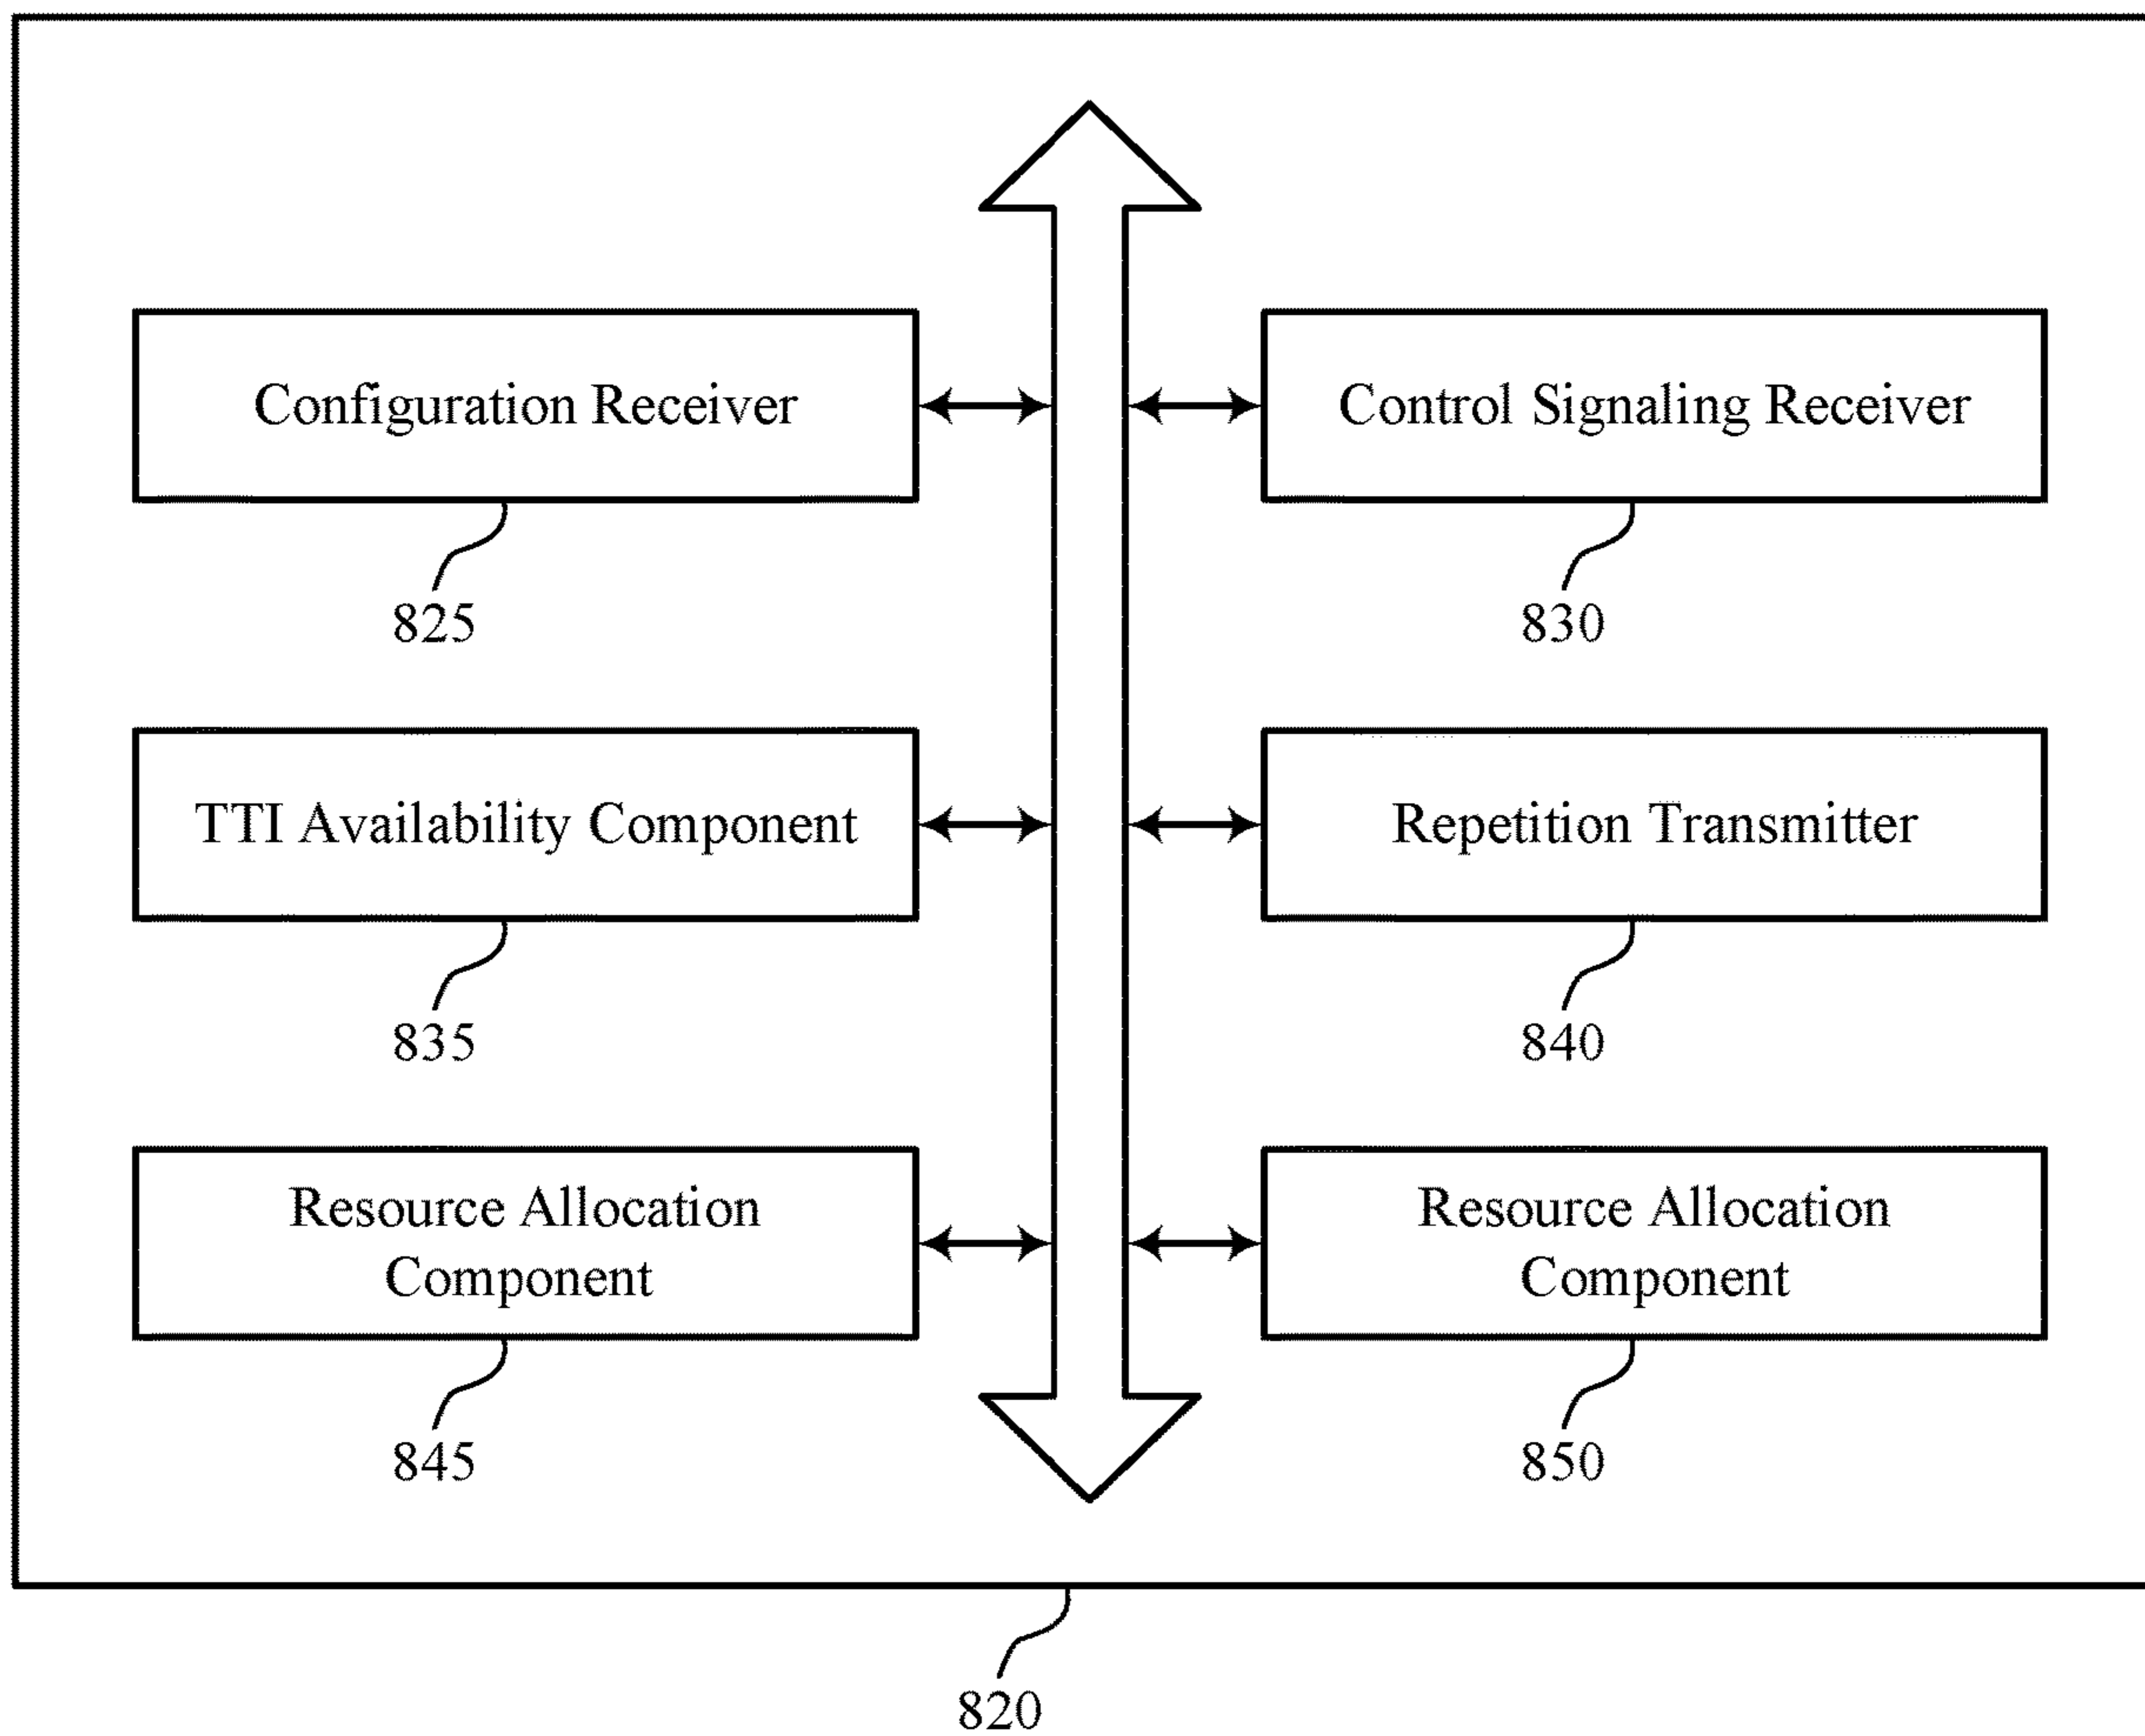 Configuration Receiver
Control Signaling Receiver
825
830
TTI Availability Component
Repetition Transmitter
835
840
Resource Allocation
Component
Resource Allocation
Component
845
850
820